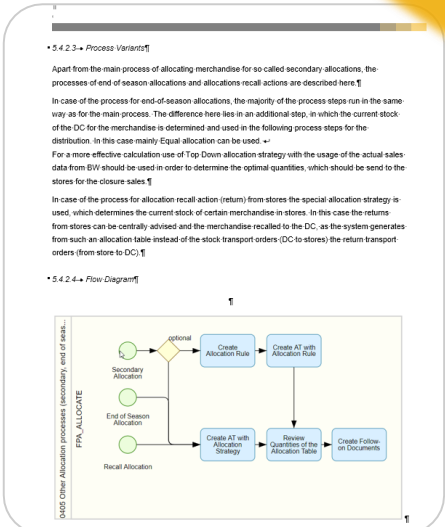 5.4.2.3→ Process·Variants¶
Apart·from·the·main·process·of·allocating·merchandise·for·so·called·secondary·allocations,·the·
processes·of·end·of·season·allocations·and·allocations·recall·actions·are·described·here.¶
In·case·of·the·process·for·end-of-season·allocations,·the·majority·of·the·process·steps·run·in·the·same·
way·as·for·the·main·process.·The·difference·here·lies·in·an·additional·step,·in·which·the·current·stock·
of·the·DC·for·the·merchandise·is·determined·and·used·in·the·following·process·steps·for·the·
distribution.·In·this·case·mainly·Equal·allocation·can·be·used.·↵
For·a·more·effective·calculation·use·of·Top·Down·allocation·strategy·with·the·usage·of·the·actual·sales·
data·from·BW·should·be·used·in·order·to·determine·the·optimal·quantities,·which·should·be·send·to·the·
stores·for·the·closure·sales.¶
In·case·of·the·process·for·allocation·recall·action·(return)·from·stores·the·special·allocation·strategy·is·
used,·which·determines·the·current·stock·of·certain·merchandise·in·stores.·In·this·case·the·returns·
from·stores·can·be·centrally·advised·and·the·merchandise·recalled·to·the·DC,·as·the·system·generates·
from·such·an·allocation·table·instead·of·the·stock·transport·orders·(DC·to·stores)·the·return·transport·
orders·(from·store·to·DC).¶
5.4.2.4→ Flow·Diagram¶
¶
0405 Other Allocation processes (secondary, end of seas...
FPA_ALLOCATE
optional
Secondary
Allocation
Create
Allocation Rule
Create AT with
Allocation Rule
End of Season
Allocation
Recall Allocation
Create AT with
Allocation
Strategy
Review
Quantities of the
Allocation Table
Create Follow-
on Documents
¶